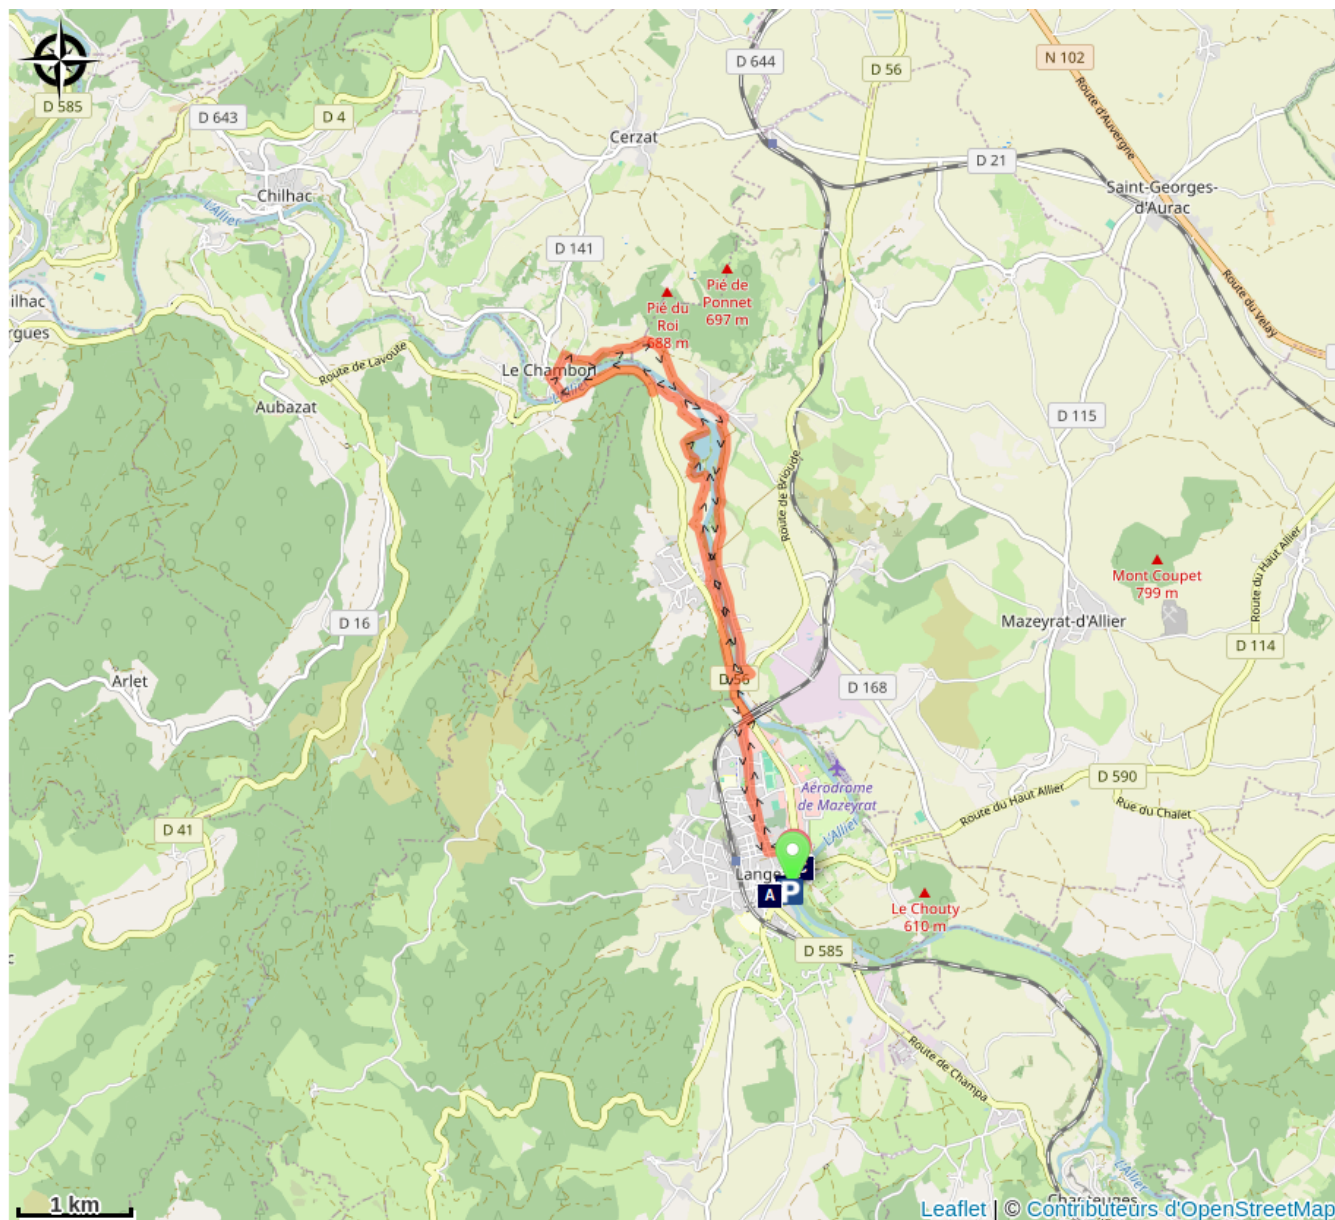 D 644
D 56
N 102
Route d'Auvergne
D 585
D 643
D 4
Cerzat
D 21
Saint-Georges-
d'Aurac
Chilhac
L'Allier
D 141
Pié de
Ponnet
697 m
Pié du
Roi
688 m
Route du Velay
ilhac
rgues
Route de Lavoûte
Le Chambon
L'Allier
Aubazat
D 115
Route de Brioude
Route du Haut Allier
Mont Coupet
799 m
D 16
Mazeyrat-d'Allier
D 114
Arlet
D 56
D 168
Aérodrome
de Mazeyrat
D 590
Route du Haut Allier
Rue du Chalet
D 41
L'Allier
Lange
P
A
Le Chouty
610 m
D 585
c
Route de Champa
L'Allier
Chanteuges
1 km
Leaflet | © Contributeurs d'OpenStreetMap